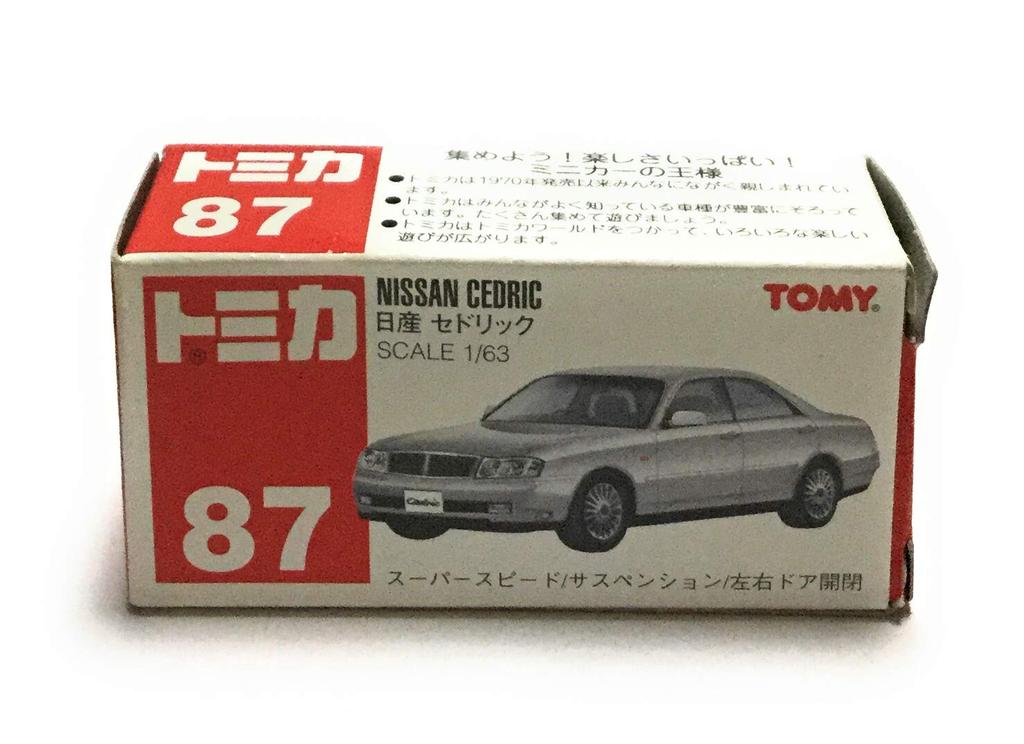 トミカ
87
集めよう！楽しさいっぱい！
ミニカーの王様
●トミカは1970年発売以来みんなにながく親しまれてい
ます。
●トミカはみんながよく知っている車種が豊富にそろって
います。たくさん集めて遊びましょう。
●トミカはトミカワールドをつかって、いろいろな楽しい
遊びが広がります。
トミカ®
87
NISSAN CEDRIC
日産 セドリック
SCALE 1/63
TOMY®
Cedric
スーパースピード/サスペンション/左右ドア開閉